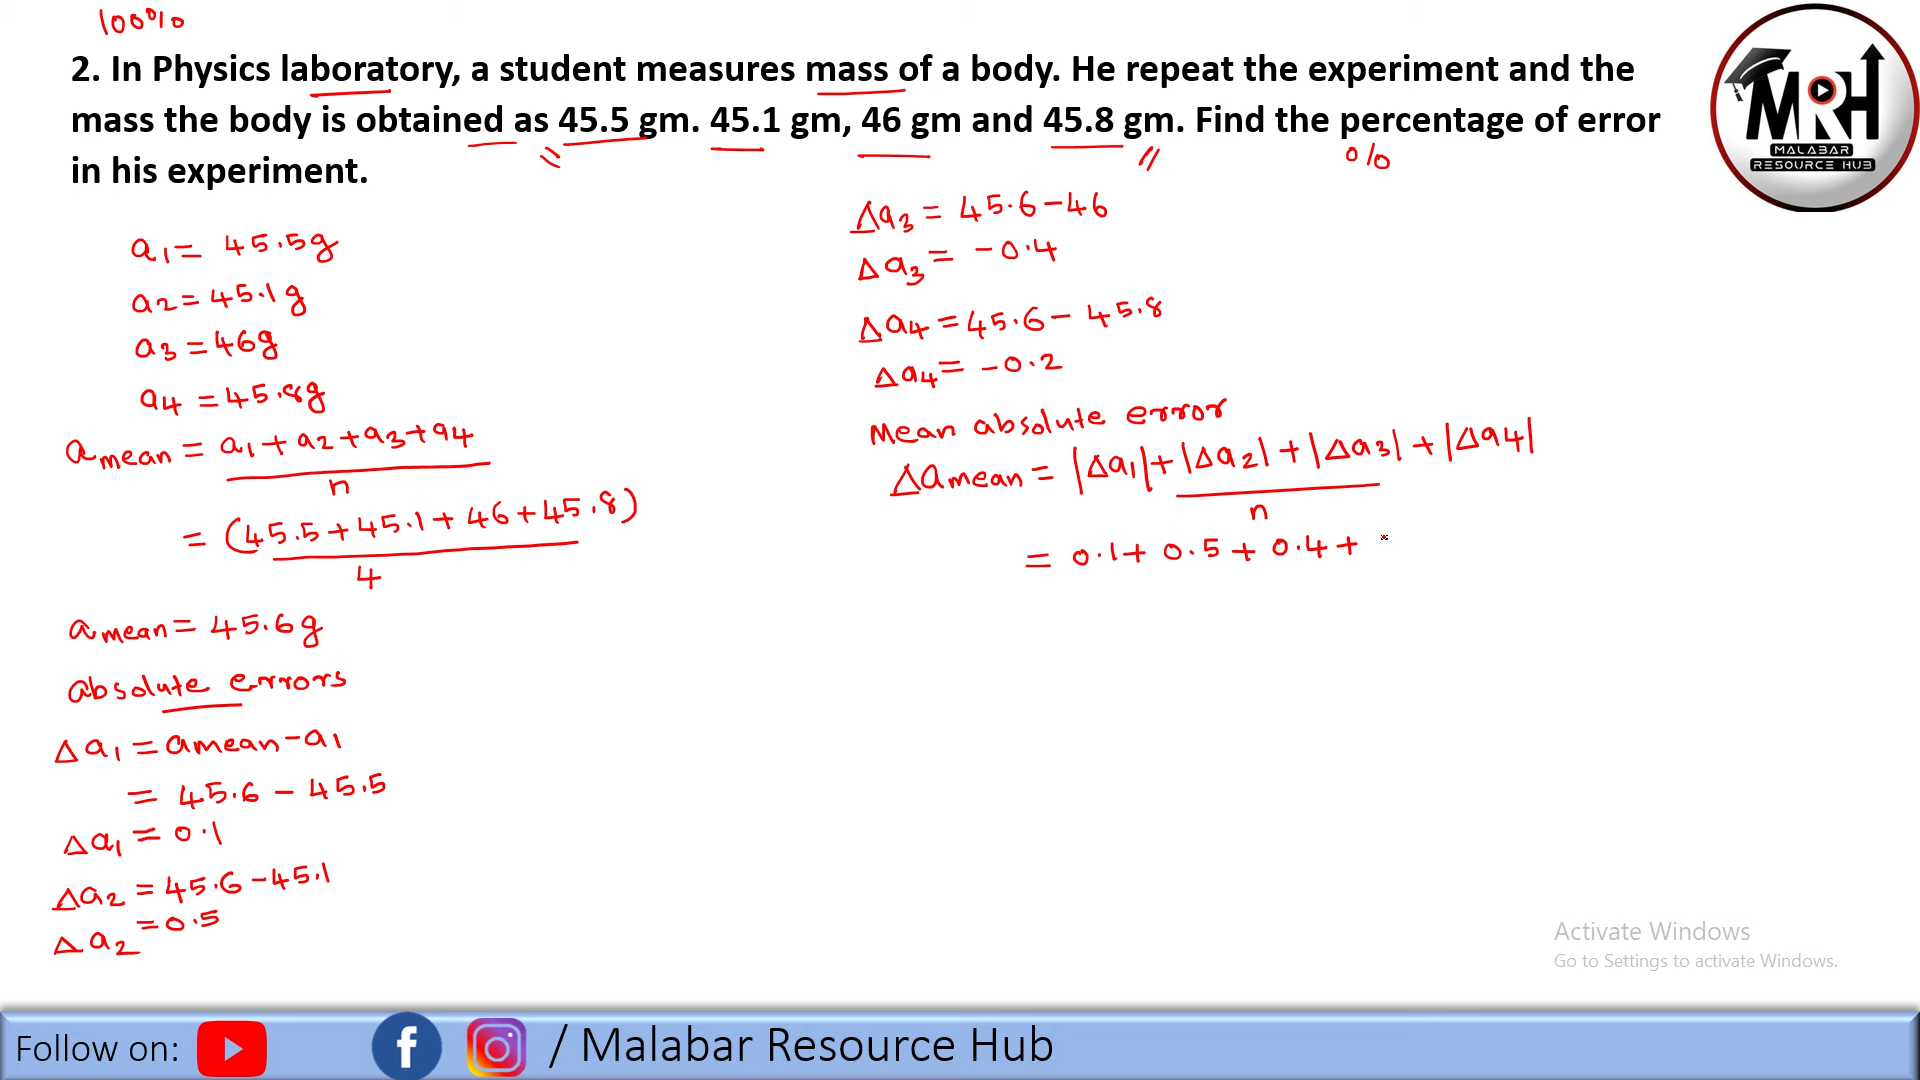 100%
2. In Physics laboratory, a student measures mass of a body. He repeat the experiment and the
mass the body is obtained as 45.5 gm. 45.1 gm, 46 gm and 45.8 gm. Find the percentage of error
%
in his experiment.
MRH
MALABAR
RESOURCE HUB
a1 = 45.5g
a2 = 45.1g
a3 = 46g
a4 = 45.8g
amean = a1 + a2 + a3 + a4
n
= (45.5 + 45.1 + 46 + 45.8)
4
amean = 45.6g
absolute errors
Δa1 = amean - a1
= 45.6 - 45.5
Δa1 = 0.1
Δa2 = 45.6 - 45.1
Δa2 = 0.5
Δa3 = 45.6 - 46
Δa3 = -0.4
Δa4 = 45.6 - 45.8
Δa4 = -0.2
Mean absolute error
Δamean = |Δa1| + |Δa2| + |Δa3| + |Δa4|
n
= 0.1 + 0.5 + 0.4 +
Activate Windows
Go to Settings to activate Windows.
Follow on: / Malabar Resource Hub